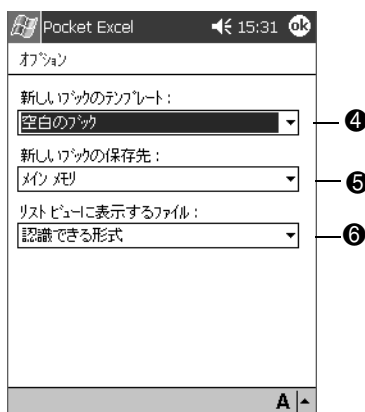 Pocket Excel 15:31 ok
オプション
新しいブックのテンプレート：
空白のブック
❹
新しいブックの保存先：
メイン メモリ
❺
リスト ビューに表示するファイル：
認識できる形式
❻
A